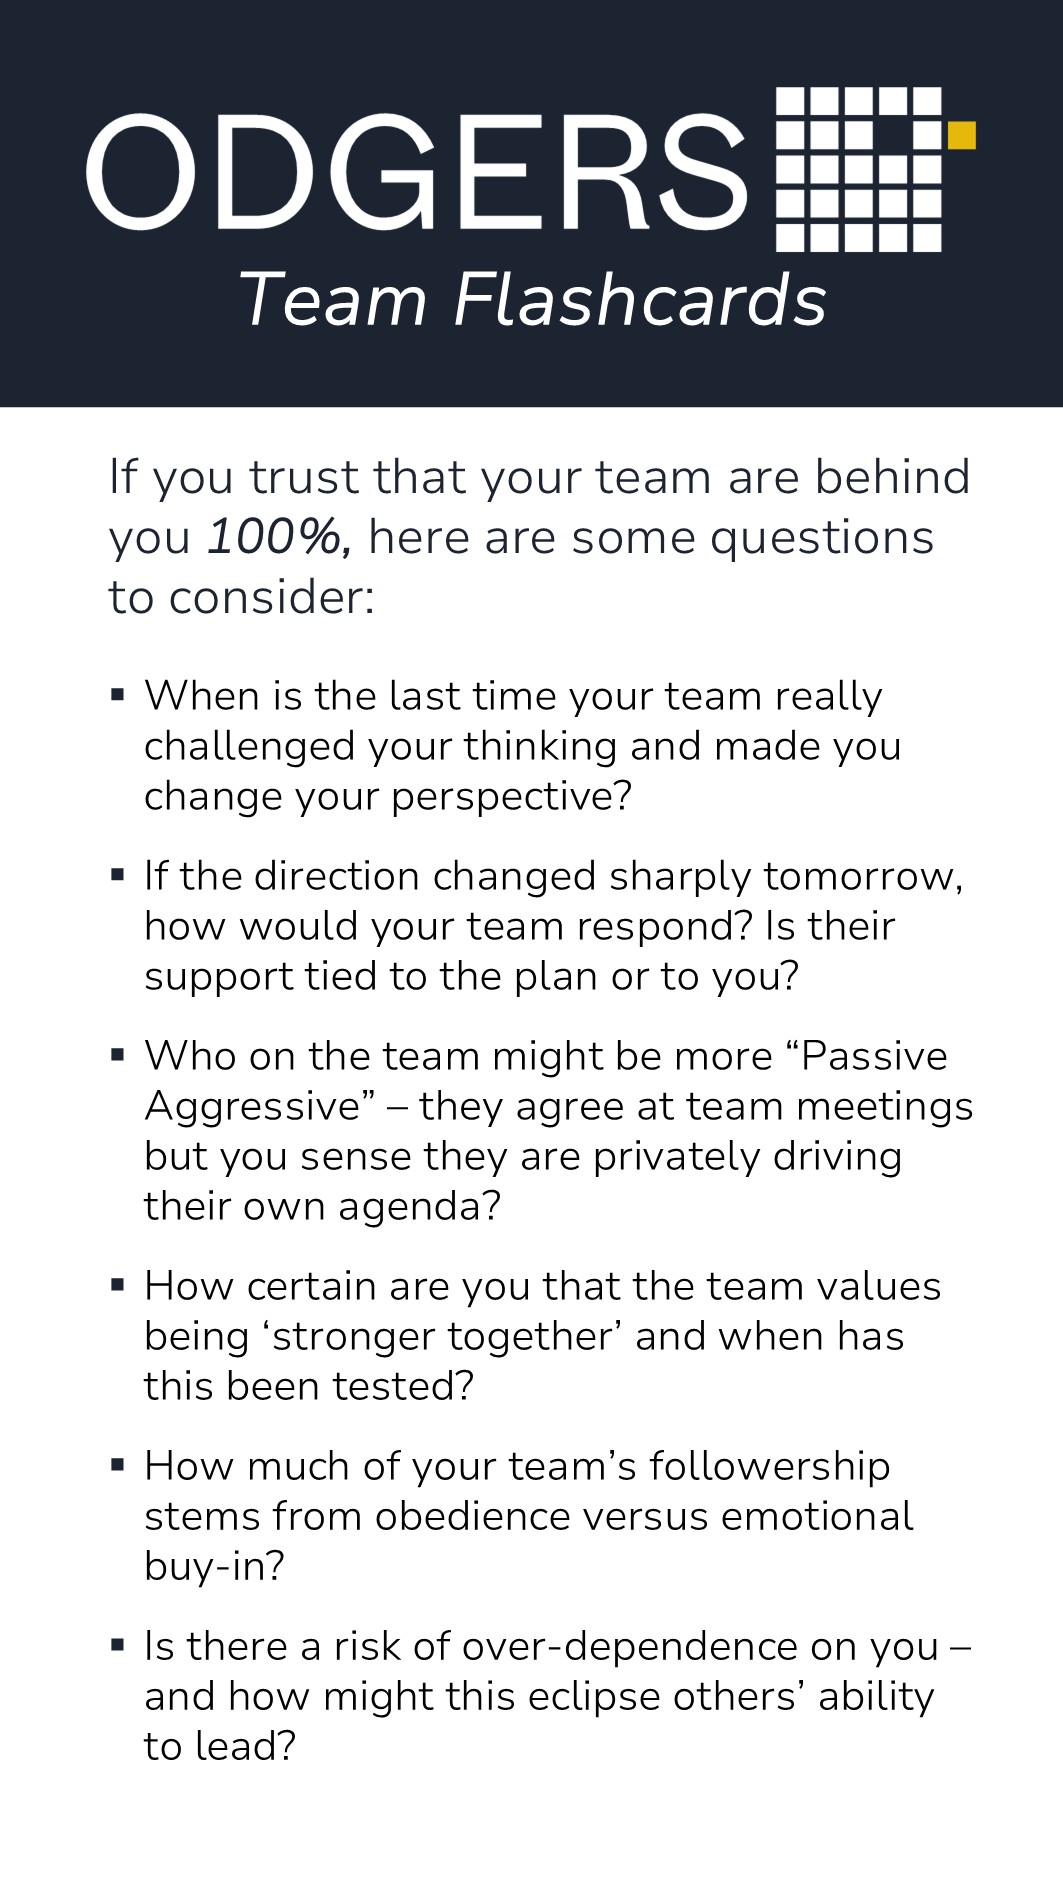 ODGERS
Team Flashcards
If you trust that your team are behind
you 100%, here are some questions
to consider:
▪ When is the last time your team really
challenged your thinking and made you
change your perspective?
▪ If the direction changed sharply tomorrow,
how would your team respond? Is their
support tied to the plan or to you?
▪ Who on the team might be more “Passive
Aggressive” – they agree at team meetings
but you sense they are privately driving
their own agenda?
▪ How certain are you that the team values
being ‘stronger together’ and when has
this been tested?
▪ How much of your team’s followership
stems from obedience versus emotional
buy-in?
▪ Is there a risk of over-dependence on you –
and how might this eclipse others’ ability
to lead?